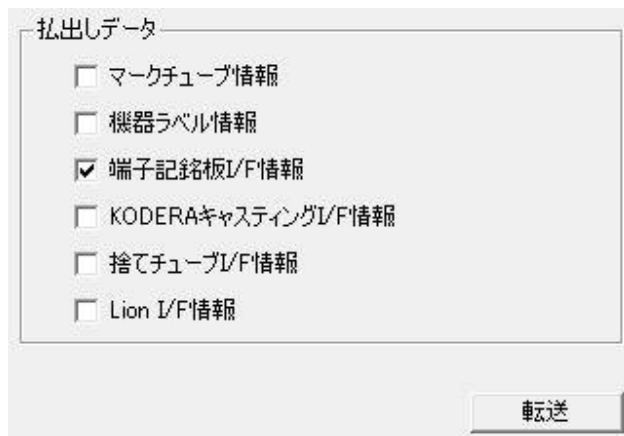 払出しデータ
マークチューブ情報
機器ラベル情報
端子記銘板I/F情報
KODERAキャスティングI/F情報
捨てチューブI/F情報
Lion I/F情報
転送